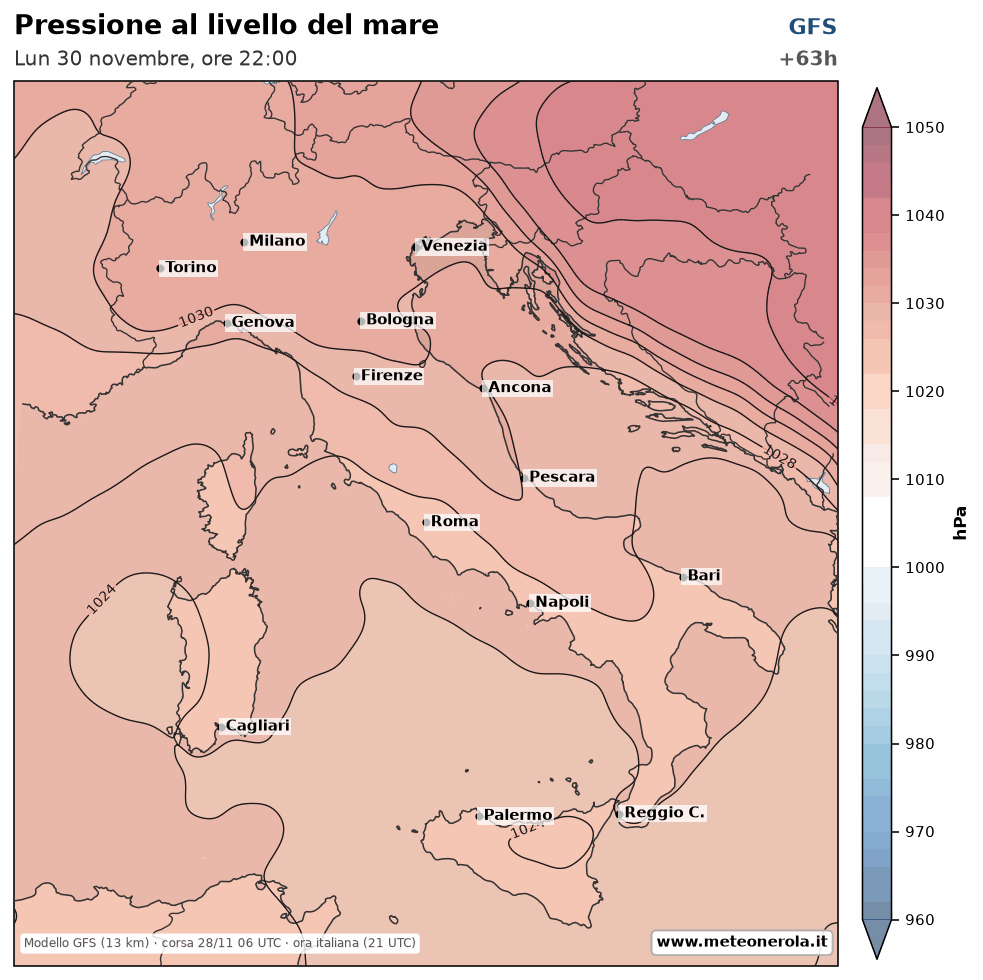 Pressione al livello del mare
GFS
Lun 30 novembre, ore 22:00
+63h
1050
1040
1030
1020
1010
1000
990
980
970
960
hPa
Milano
Venezia
Torino
1030
Genova
Bologna
Firenze
Ancona
1028
Pescara
Roma
Bari
1024
Napoli
Cagliari
Palermo
Reggio C.
Modello GFS (13 km) · corsa 28/11 06 UTC · ora italiana (21 UTC)
www.meteonerola.it